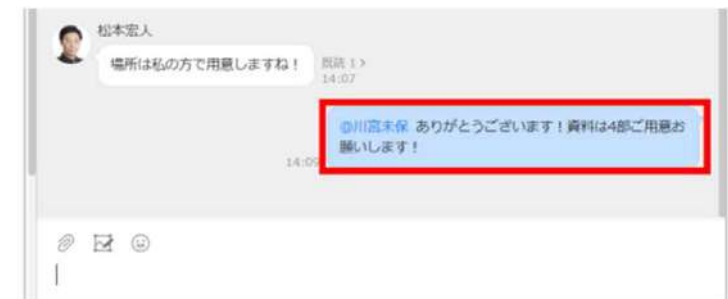 松本宏人
場所は私の方で用意しますね！
既読 1 >
14:07
@川宮未保 ありがとうございます！資料は4部ご用意お
願いします！
14:09